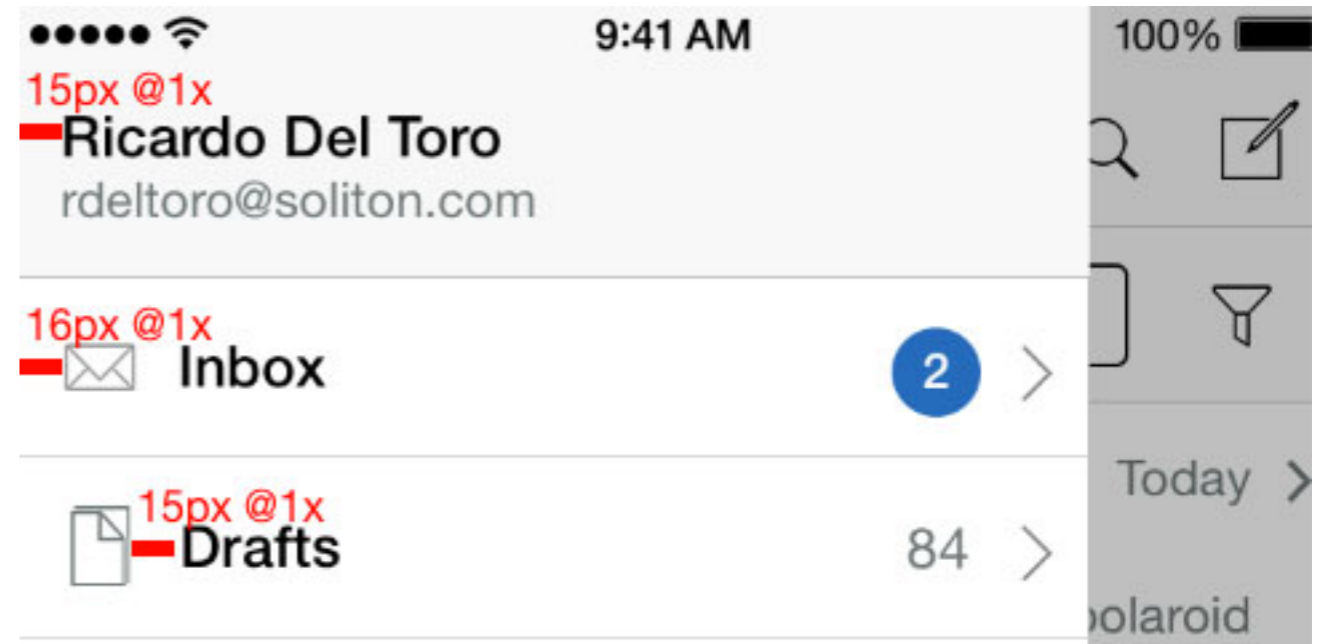 9:41 AM 100%
15px @1x
Ricardo Del Toro
rdeltoro@soliton.com
16px @1x
Inbox 2
Today
15px @1x
Drafts 84
polaroid